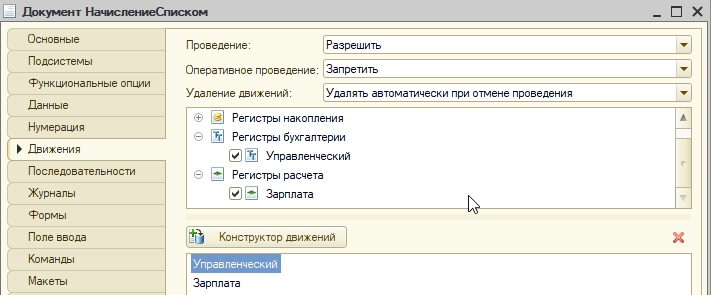 Документ НачислениеСписком
Основные
Подсистемы
Функциональные опции
Данные
Нумерация
Движения
Последовательности
Журналы
Формы
Поле ввода
Команды
Макеты
Проведение: Разрешить
Оперативное проведение: Запретить
Удаление движений: Удалять автоматически при отмене проведения
Регистры накопления
Регистры бухгалтерии
Управленческий
Регистры расчета
Зарплата
Конструктор движений
Управленческий
Зарплата